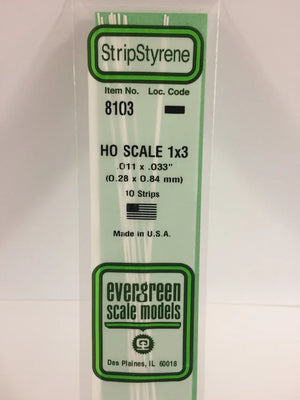 StripStyrene
Item No. Loc. Code
8103
HO SCALE 1x3
.011 x .033"
(0.28 x 0.84 mm)
10 Strips
Made in U.S.A.
evergreen
scale models
Des Plaines, IL 60018